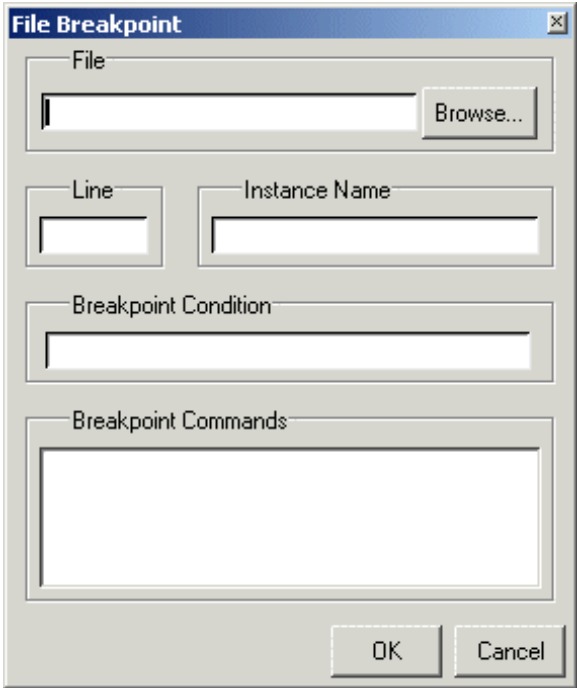 File Breakpoint
File
Browse...
Line
Instance Name
Breakpoint Condition
Breakpoint Commands
OK
Cancel